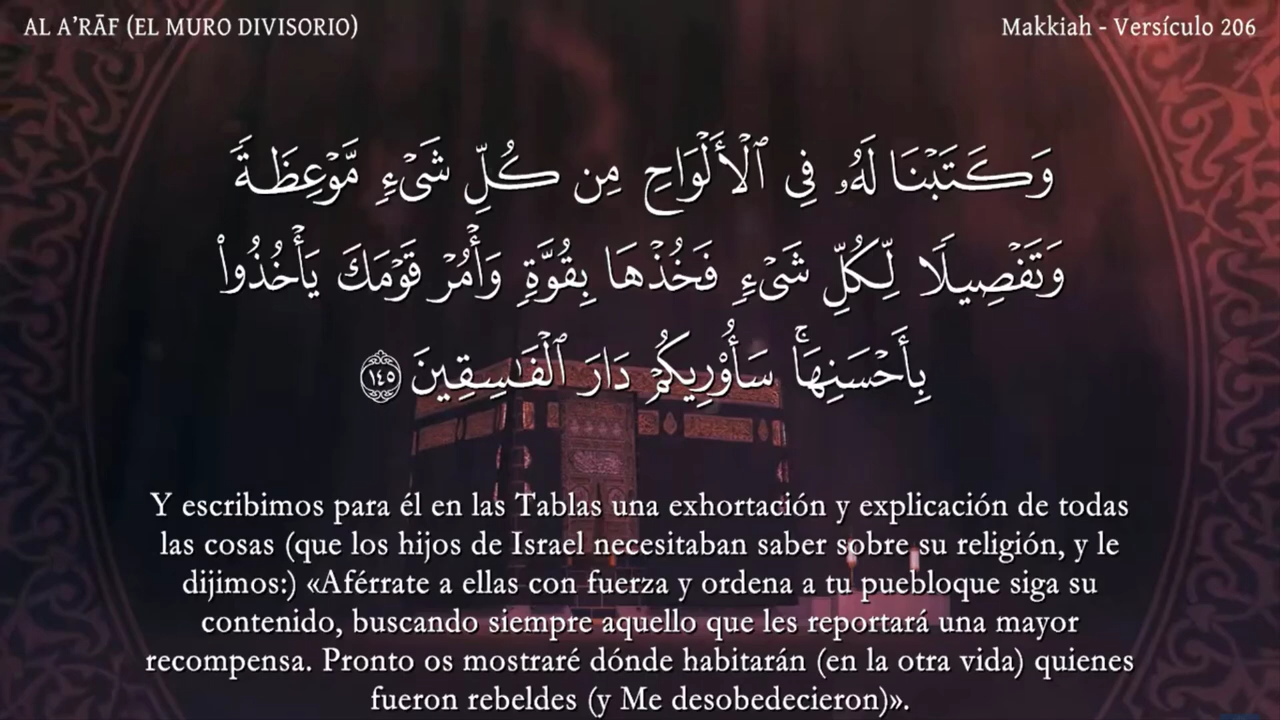 AL A’RĀF (EL MURO DIVISORIO)
Makkiah - Versículo 206
وَكَتَبْنَا لَهُۥ فِى ٱلْأَلْوَاحِ مِن كُلِّ شَىْءٍ مَّوْعِظَةً
وَتَفْصِيلًا لِّكُلِّ شَىْءٍ فَخُذْهَا بِقُوَّةٍ وَأْمُرْ قَوْمَكَ يَأْخُذُوا۟
بِأَحْسَنِهَا ۚ سَأُو۟رِيكُمْ دَارَ ٱلْفَـٰسِقِينَ ١٤٥
Y escribimos para él en las Tablas una exhortación y explicación de todas
las cosas (que los hijos de Israel necesitaban saber sobre su religión, y le
dijimos:) «Aférrate a ellas con fuerza y ordena a tu puebloque siga su
contenido, buscando siempre aquello que les reportará una mayor
recompensa. Pronto os mostraré dónde habitarán (en la otra vida) quienes
fueron rebeldes (y Me desobedecieron)».